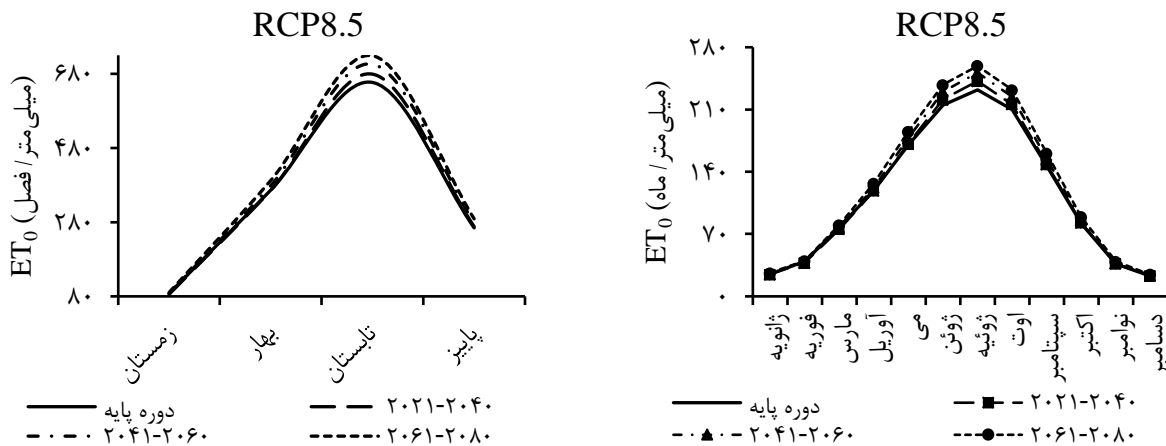 RCP8.5
ET0 (میلی‌متر/ فصل)
۶۸۰
۴۸۰
۲۸۰
۸۰
زمستان
بهار
تابستان
پاییز
دوره پایه
۲۰۲۱-۲۰۴۰
۲۰۴۱-۲۰۶۰
۲۰۶۱-۲۰۸۰
RCP8.5
ET0 (میلی‌متر/ ماه)
۲۸۰
۲۱۰
۱۴۰
۷۰
۰
ژانویه
فوریه
مارس
آوریل
می
ژوئن
ژوئیه
اوت
سپتامبر
اکتبر
نوامبر
دسامبر
دوره پایه
۲۰۲۱-۲۰۴۰
۲۰۴۱-۲۰۶۰
۲۰۶۱-۲۰۸۰